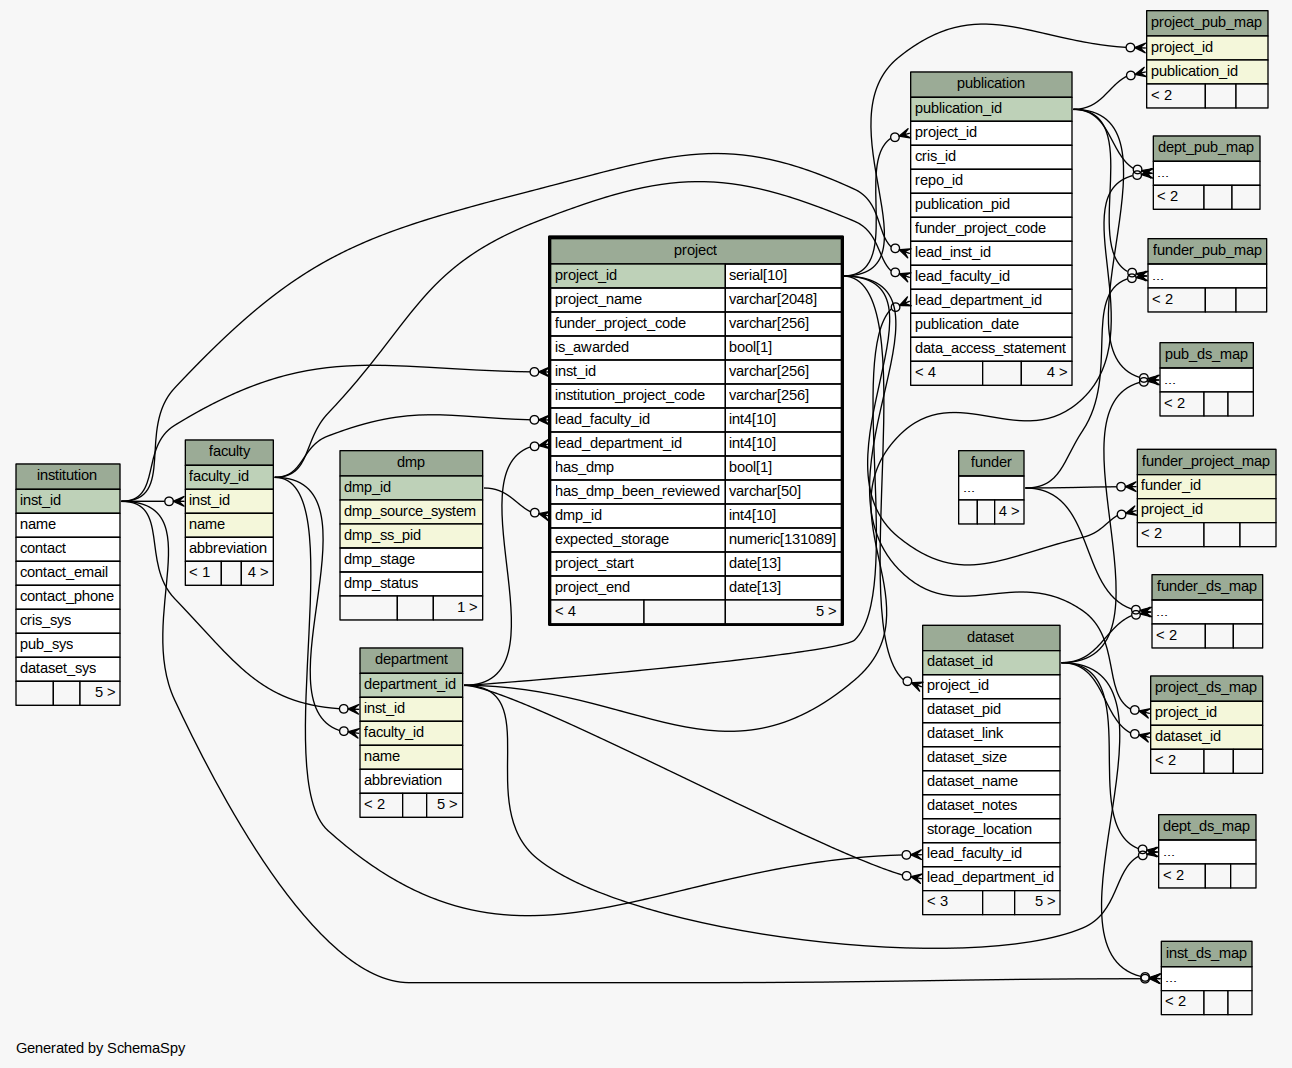 project_pub_map
project_id
publication_id
< 2
publication
publication_id
project_id
cris_id
repo_id
publication_pid
funder_project_code
lead_inst_id
lead_faculty_id
lead_department_id
publication_date
data_access_statement
< 4 4 >
dept_pub_map
...
< 2
funder_pub_map
...
< 2
pub_ds_map
...
< 2
project
project_id serial[10]
project_name varchar[2048]
funder_project_code varchar[256]
is_awarded bool[1]
inst_id varchar[256]
institution_project_code varchar[256]
lead_faculty_id int4[10]
lead_department_id int4[10]
has_dmp bool[1]
has_dmp_been_reviewed varchar[50]
dmp_id int4[10]
expected_storage numeric[131089]
project_start date[13]
project_end date[13]
< 4 5 >
institution
inst_id
name
contact
contact_email
contact_phone
cris_sys
pub_sys
dataset_sys
5 >
faculty
faculty_id
inst_id
name
abbreviation
< 1 4 >
dmp
dmp_id
dmp_source_system
dmp_ss_pid
dmp_stage
dmp_status
1 >
funder
...
4 >
funder_project_map
funder_id
project_id
< 2
funder_ds_map
...
< 2
department
department_id
inst_id
faculty_id
name
abbreviation
< 2 5 >
dataset
dataset_id
project_id
dataset_pid
dataset_link
dataset_size
dataset_name
dataset_notes
storage_location
lead_faculty_id
lead_department_id
< 3 5 >
project_ds_map
project_id
dataset_id
< 2
dept_ds_map
...
< 2
inst_ds_map
...
< 2
Generated by SchemaSpy